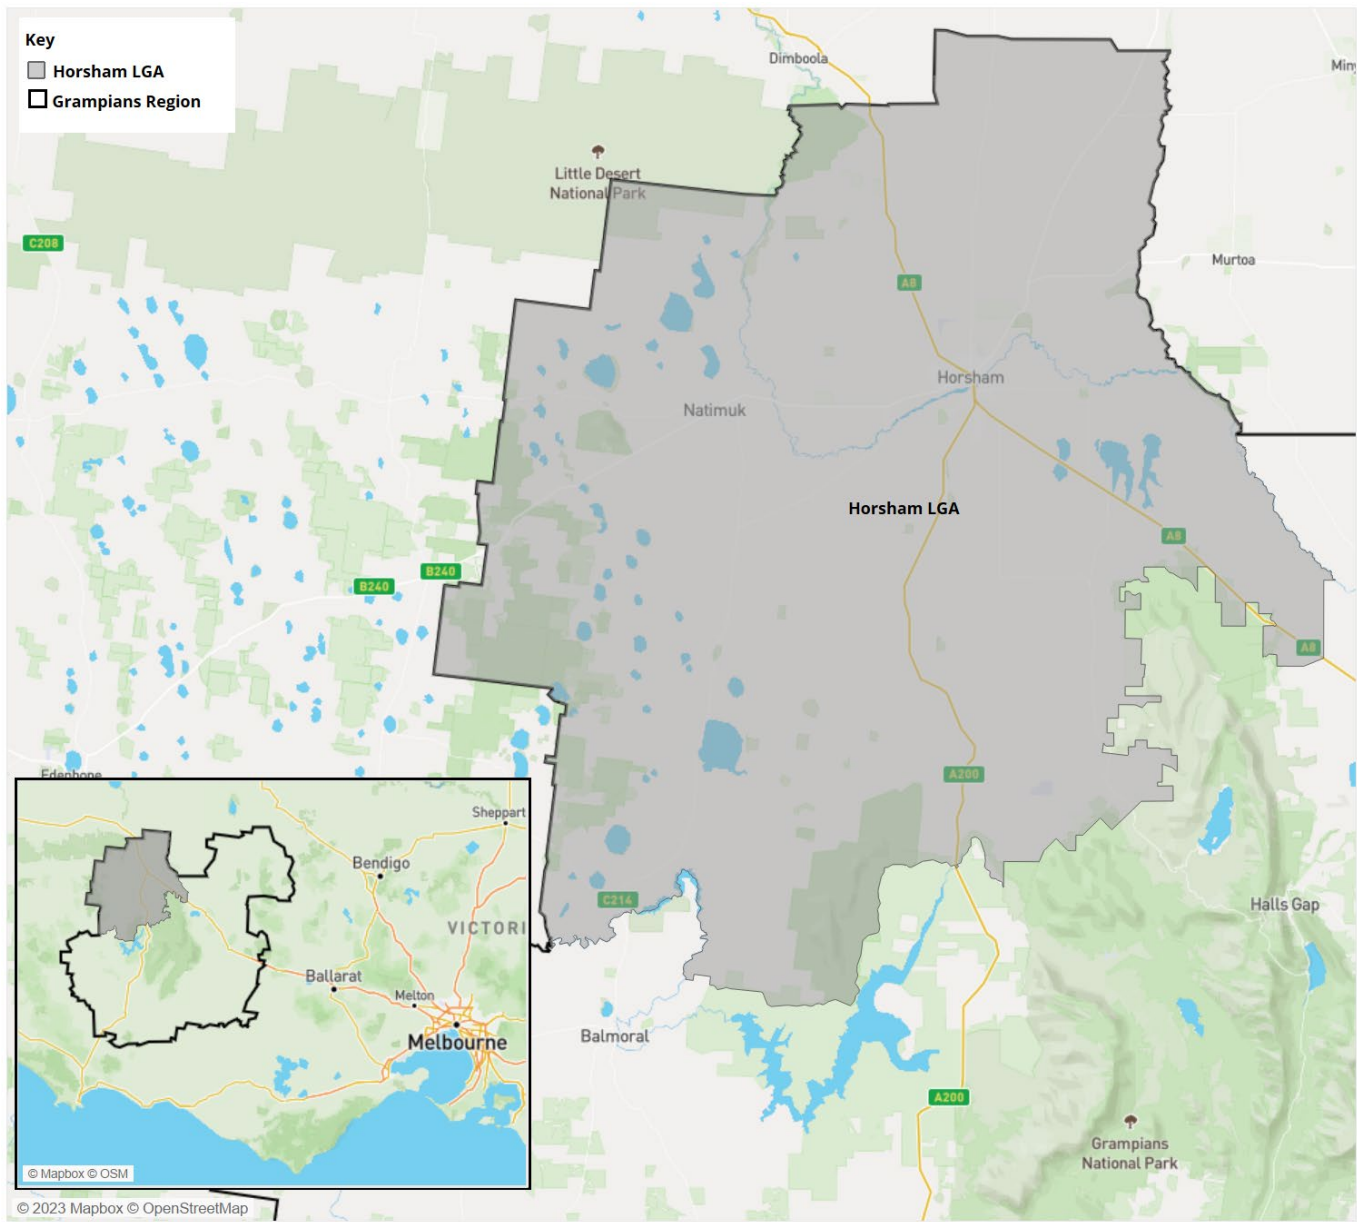 Key
Horsham LGA
Grampians Region
Dimboola
Little Desert
National Park
C208
Murtoa
A8
Horsham
Natimuk
Horsham LGA
A8
B240
B240
A8
A200
C214
Halls Gap
Balmoral
A200
Grampians
National Park
Sheppart
Bendigo
VICTORI
Ballarat
Melton
Melbourne
© Mapbox © OSM
© 2023 Mapbox © OpenStreetMap